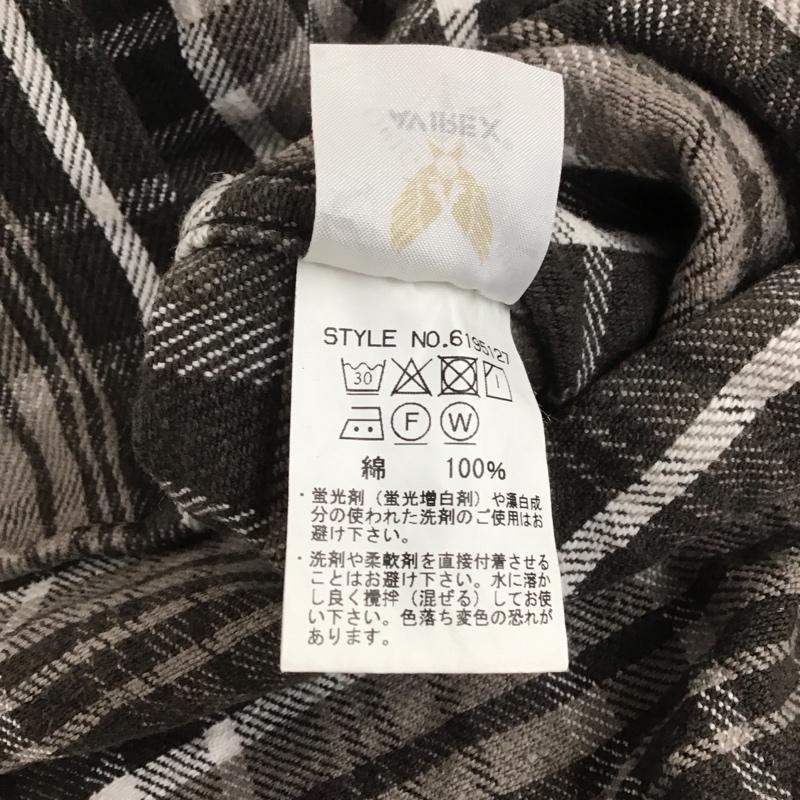 AVIREX
STYLE NO.6195127
30
F W
綿 100%
・蛍光剤（蛍光増白剤）や漂白成
分の使われた洗剤のご使用はお
避け下さい。
・洗剤や柔軟剤を直接付着させる
ことはお避け下さい。水に溶か
し良く攪拌（混ぜる）してお使
い下さい。色落ち変色の恐れが
あります。